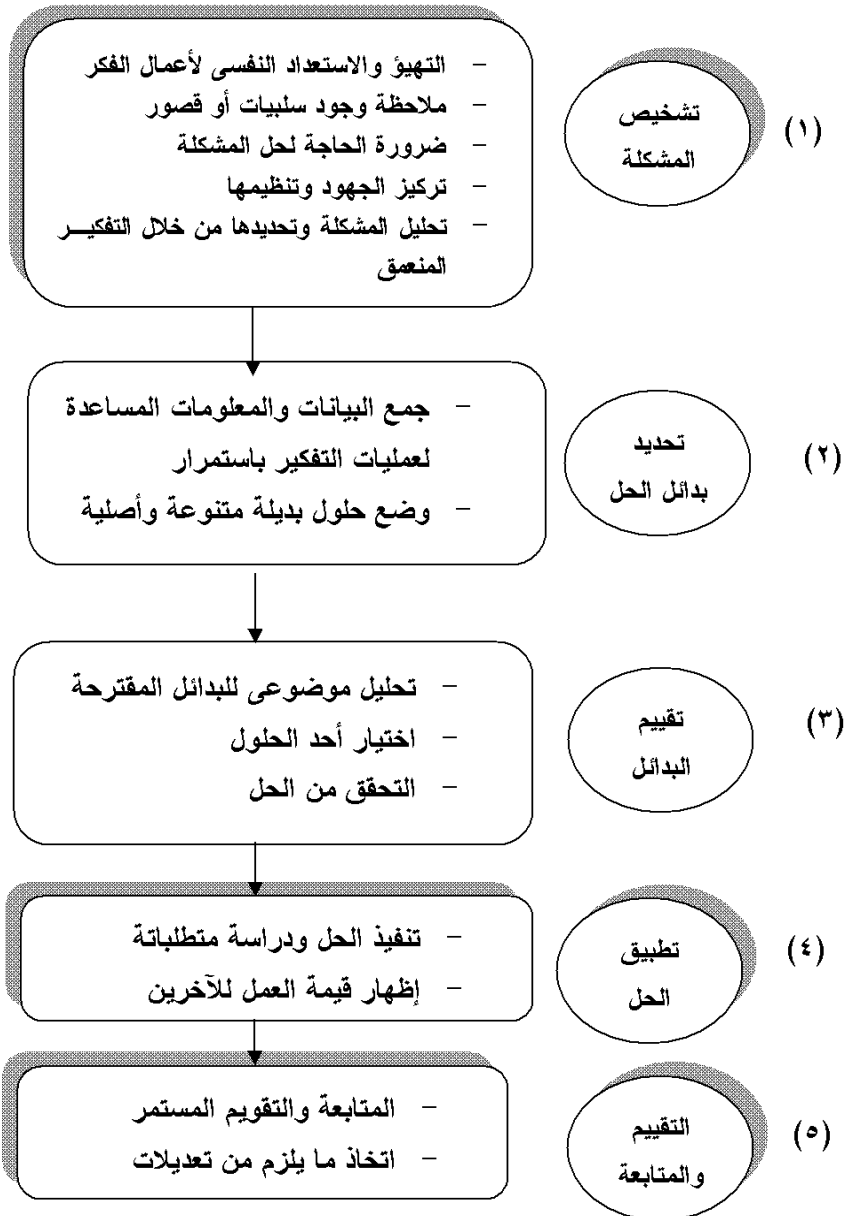 (١)
تشخيص
المشكلة
- التهيؤ والاستعداد النفسى لأعمال الفكر
- ملاحظة وجود سلبيات أو قصور
- ضرورة الحاجة لحل المشكلة
- تركيز الجهود وتنظيمها
- تحليل المشكلة وتحديدها من خلال التفكيـــر
المنعمق
(٢)
تحديد
بدائل الحل
- جمع البيانات والمعلومات المساعدة
لعمليات التفكير باستمرار
- وضع حلول بديلة متنوعة وأصلية
(٣)
تقييم
البدائل
- تحليل موضوعى للبدائل المقترحة
- اختيار أحد الحلول
- التحقق من الحل
(٤)
تطبيق
الحل
- تنفيذ الحل ودراسة متطلباتة
- إظهار قيمة العمل للآخرين
(٥)
التقييم
والمتابعة
- المتابعة والتقويم المستمر
- اتخاذ ما يلزم من تعديلات